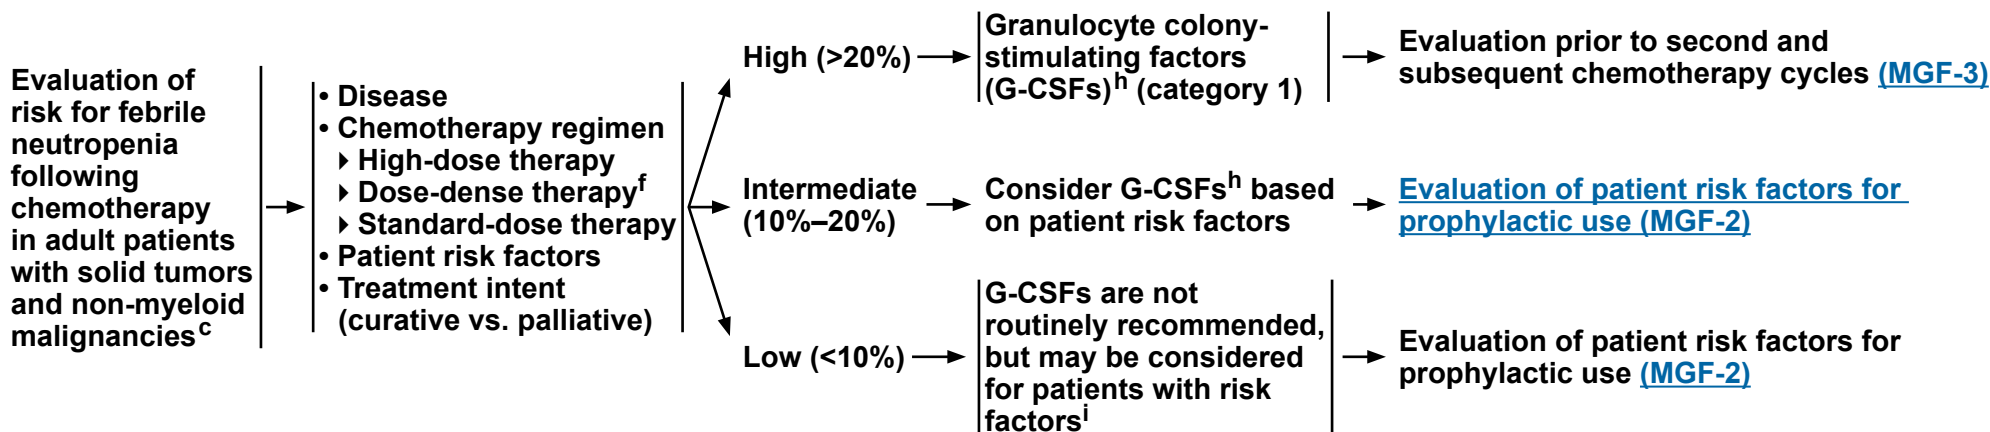 Evaluation of
risk for febrile
neutropenia
following
chemotherapy
in adult patients
with solid tumors
and non-myeloid
malignancies^c
• Disease
• Chemotherapy regimen
▸ High-dose therapy
▸ Dose-dense therapy^f
▸ Standard-dose therapy
• Patient risk factors
• Treatment intent
(curative vs. palliative)
High (>20%)
Granulocyte colony-
stimulating factors
(G-CSFs)^h (category 1)
Evaluation prior to second and
subsequent chemotherapy cycles (MGF-3)
Intermediate
(10%–20%)
Consider G-CSFs^h based
on patient risk factors
Evaluation of patient risk factors for
prophylactic use (MGF-2)
Low (<10%)
G-CSFs are not
routinely recommended,
but may be considered
for patients with risk
factors^i
Evaluation of patient risk factors for
prophylactic use (MGF-2)